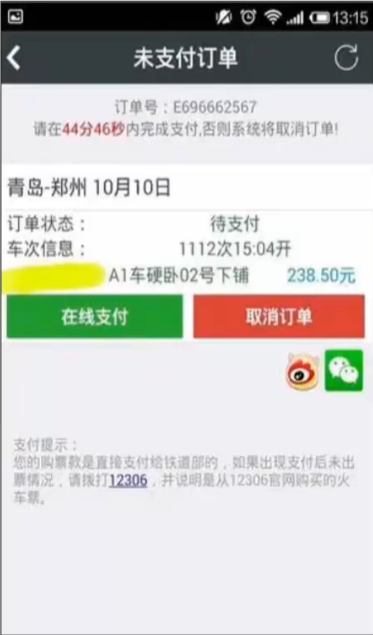 13:15
未支付订单
订单号：E696662567
请在44分46秒内完成支付,否则系统将取消订单!
青岛-郑州 10月10日
订单状态： 待支付
车次信息： 1112次15:04开
A1车硬卧02号下铺 238.50元
在线支付 取消订单
支付提示：
您的购票款是直接支付给铁道部的，如果出现支付后未出
票情况，请拨打12306，并说明是从12306官网购买的火
车票。